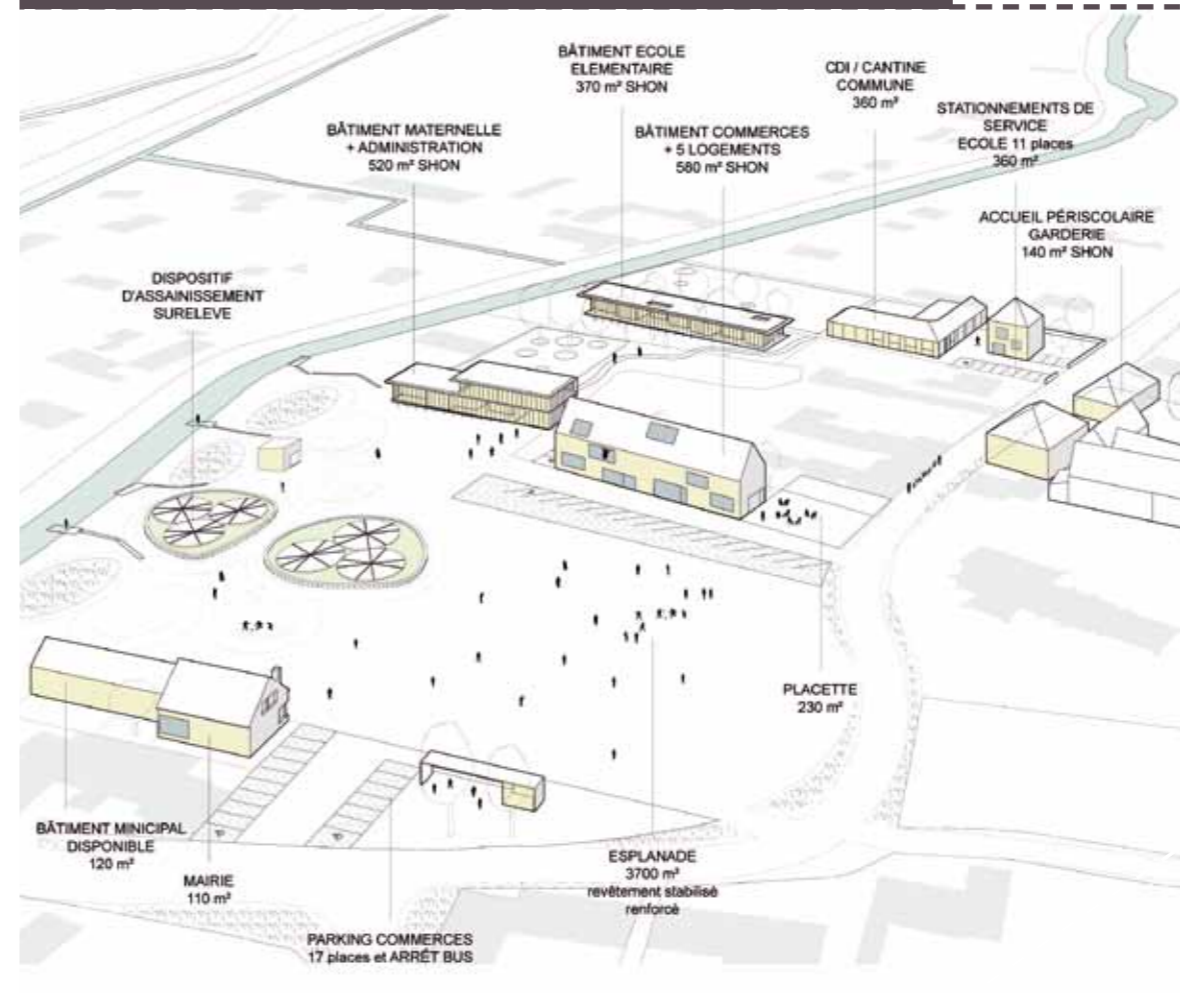 BÂTIMENT ECOLE
ELEMENTAIRE
370 m² SHON
CDI / CANTINE
COMMUNE
360 m²
STATIONNEMENTS DE
SERVICE
ECOLE 11 places
360 m²
BÂTIMENT MATERNELLE
+ ADMINISTRATION
520 m² SHON
BÂTIMENT COMMERCES
+ 5 LOGEMENTS
580 m² SHON
ACCUEIL PÉRISCOLAIRE
GARDERIE
140 m² SHON
DISPOSITIF
D'ASSAINISSEMENT
SURELEVE
PLACETTE
230 m²
BÂTIMENT MINICIPAL
DISPONIBLE
120 m²
MAIRIE
110 m²
ESPLANADE
3700 m²
revêtement stabilisé
renforcé
PARKING COMMERCES
17 places et ARRÊT BUS